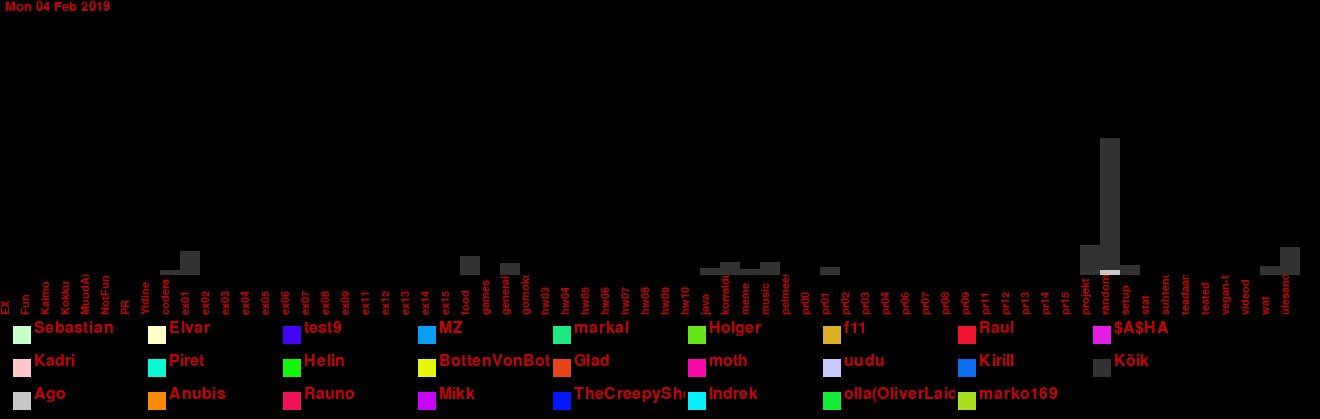 Mon 04 Feb 2019
EX Fun Kalmo Kokku MuudAi NotFun PR Yldine codera ex01 ex02 ex03 ex04 ex05 ex06 ex07 ex08 ex09 ex11 ex12 ex13 ex14 ex15 food games general gomoku hw03 hw04 hw05 hw06 hw07 hw08 hw09 hw10 java korraldu meme music pelmeen pr00 pr01 pr02 pr03 pr04 pr05 pr06 pr07 pr08 pr09 pr11 pr12 pr13 pr14 pr15 projekt random setup stat suhtenu teadaan teated vegan-t videod wat ülesand
Sebastian Elvar test9 MZ markal Holger f11 Raul $A$HA
Kadri Piret Helin BottenVonBot Glad moth uudu Kirill Kõik
Ago Anubis Rauno Mikk TheCreepyShe Indrek olla(OliverLaid marko169